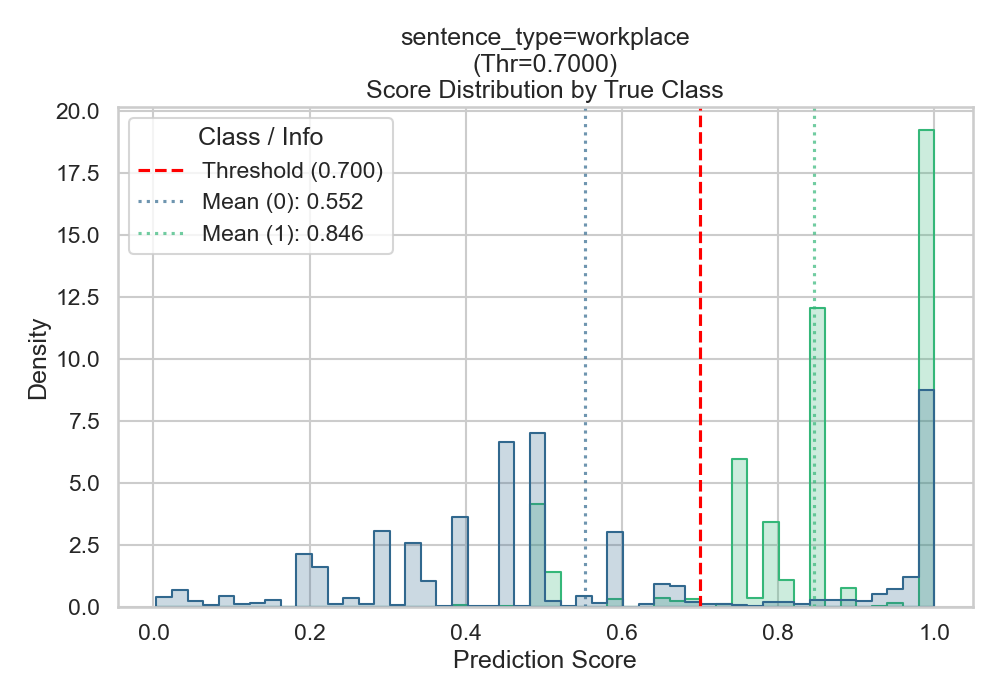 sentence_type=workplace
(Thr=0.7000)
Score Distribution by True Class
20.0
17.5
15.0
12.5
10.0
7.5
5.0
2.5
0.0
Density
Class / Info
Threshold (0.700)
Mean (0): 0.552
Mean (1): 0.846
0.0
0.2
0.4
0.6
0.8
1.0
Prediction Score